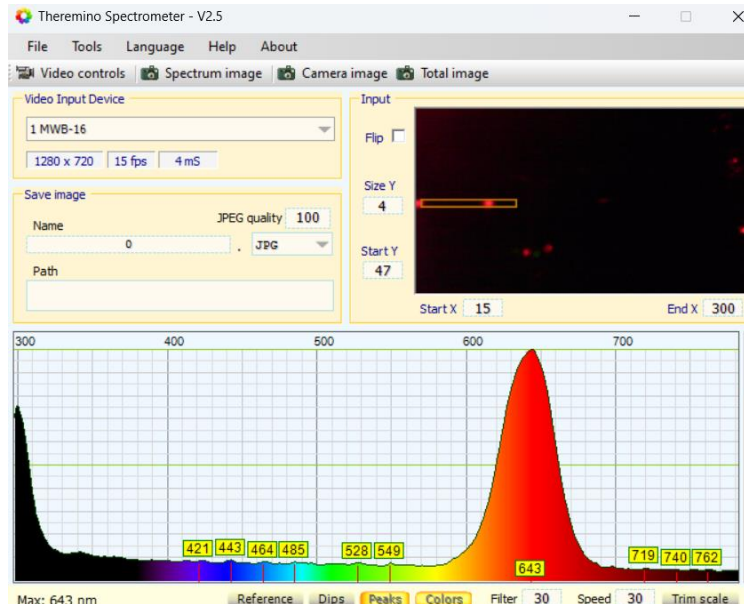 Theremino Spectrometer - V2.5
File Tools Language Help About
Video controls Spectrum image Camera image Total image
Video Input Device
1 MWB-16
1280 x 720 15 fps 4 mS
Save image
Name JPEG quality 100
0 . JPG
Path
Input
Flip
Size Y
4
Start Y
47
Start X 15 End X 300
300 400 500 600 700
421 443 464 485 528 549 643 719 740 762
Max: 643 nm Reference Dips Peaks Colors Filter 30 Speed 30 Trim scale